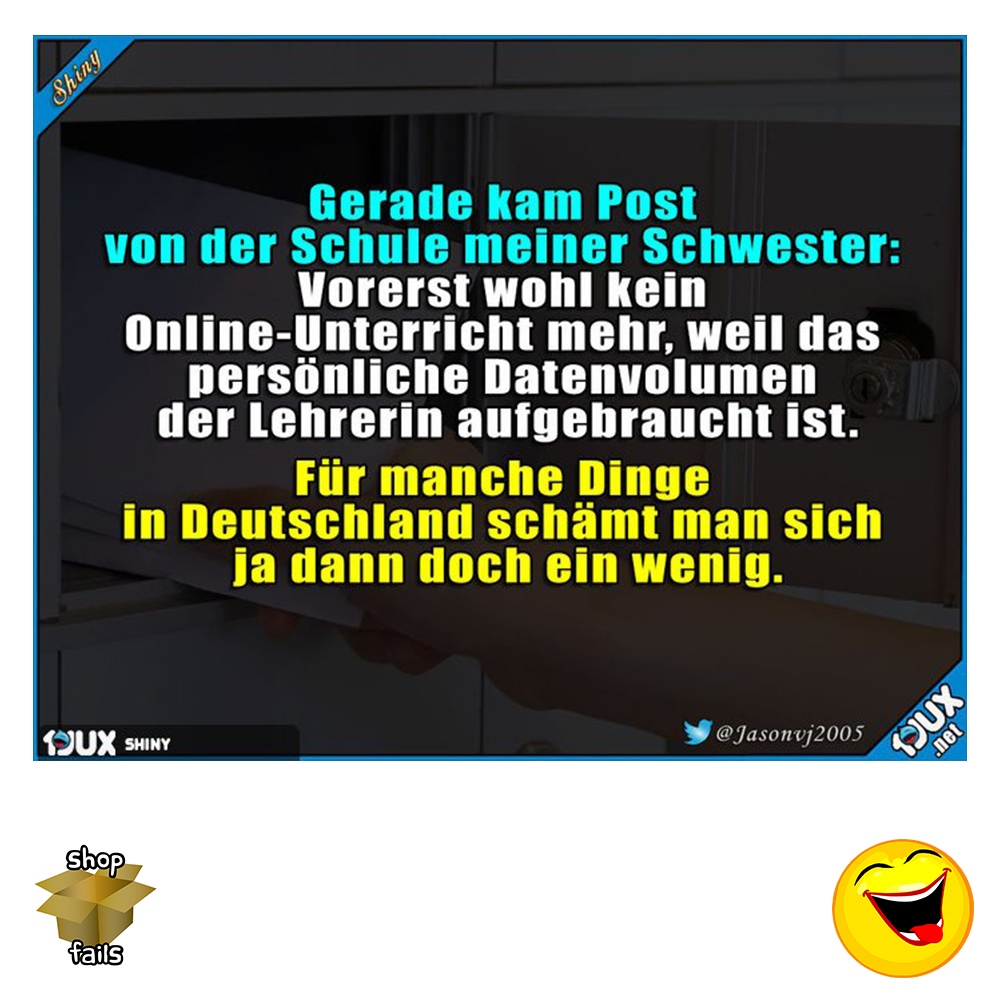 Shiny
Gerade kam Post
von der Schule meiner Schwester:
Vorerst wohl kein
Online-Unterricht mehr, weil das
persönliche Datenvolumen
der Lehrerin aufgebraucht ist.
Für manche Dinge
in Deutschland schämt man sich
ja dann doch ein wenig.
1JUX SHINY
@Jasonvj2005
1JUX
.net
shop
fails